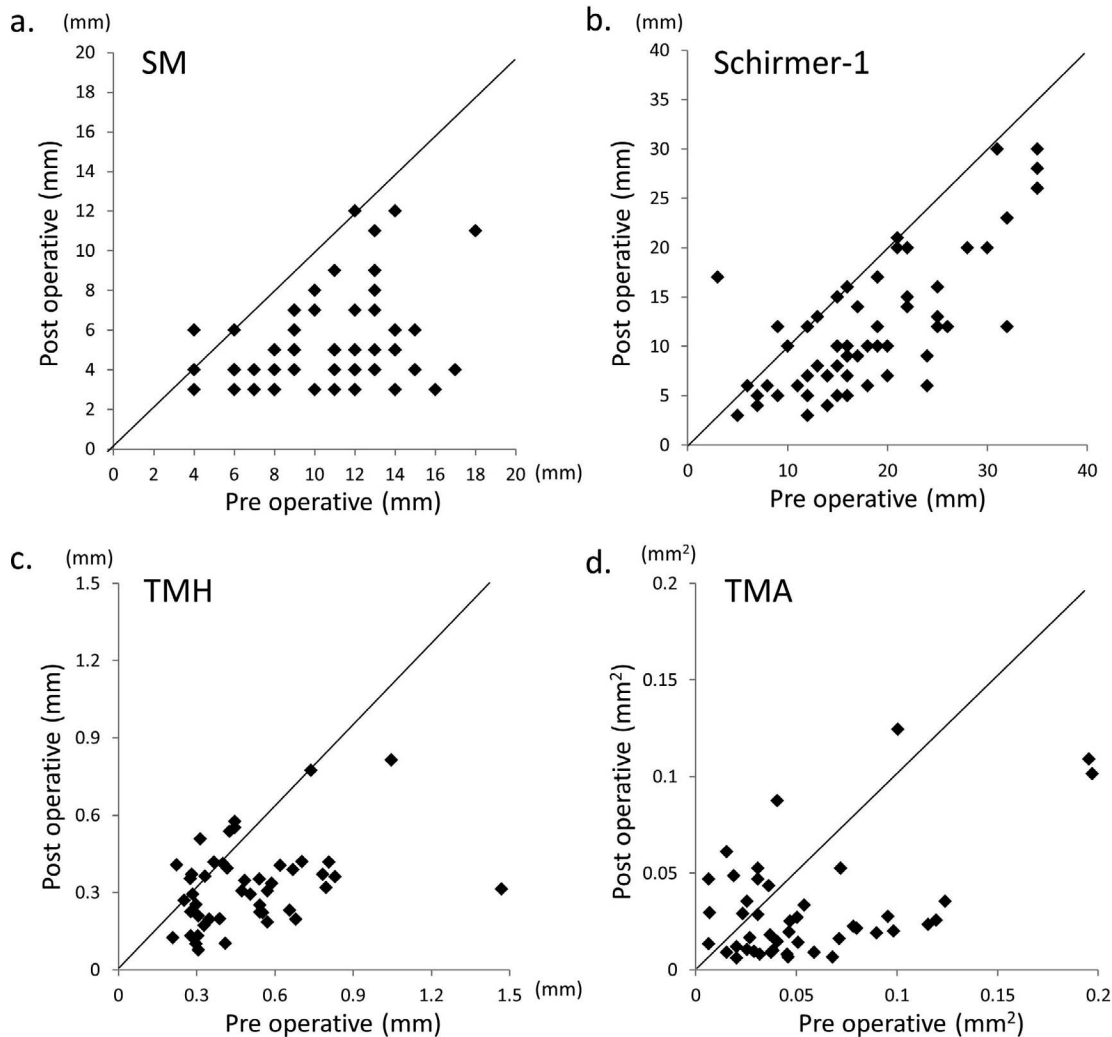 a.
(mm)
SM
Post operative (mm)
20
18
16
14
12
10
8
6
4
2
0
0 2 4 6 8 10 12 14 16 18 20 (mm)
Pre operative (mm)
b.
(mm)
Schirmer-1
Post operative (mm)
40
35
30
25
20
15
10
5
0
0 10 20 30 40
Pre operative (mm)
c.
(mm)
TMH
Post operative (mm)
1.5
1.2
0.9
0.6
0.3
0
0 0.3 0.6 0.9 1.2 1.5 (mm)
Pre operative (mm)
d.
(mm²)
TMA
Post operative (mm²)
0.2
0.15
0.1
0.05
0
0 0.05 0.1 0.15 0.2
Pre operative (mm²)